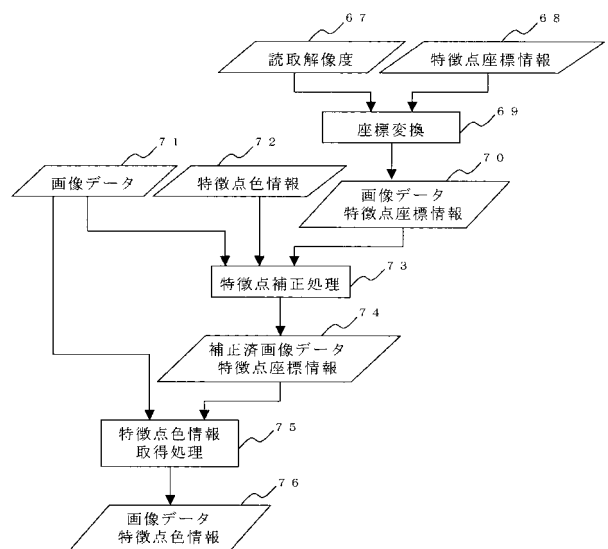 ６７
６８
読取解像度
特徴点座標情報
６９
座標変換
７１
７２
７０
画像データ
特徴点色情報
画像データ
特徴点座標情報
７３
特徴点補正処理
７４
補正済画像データ
特徴点座標情報
７５
特徴点色情報
取得処理
７６
画像データ
特徴点色情報